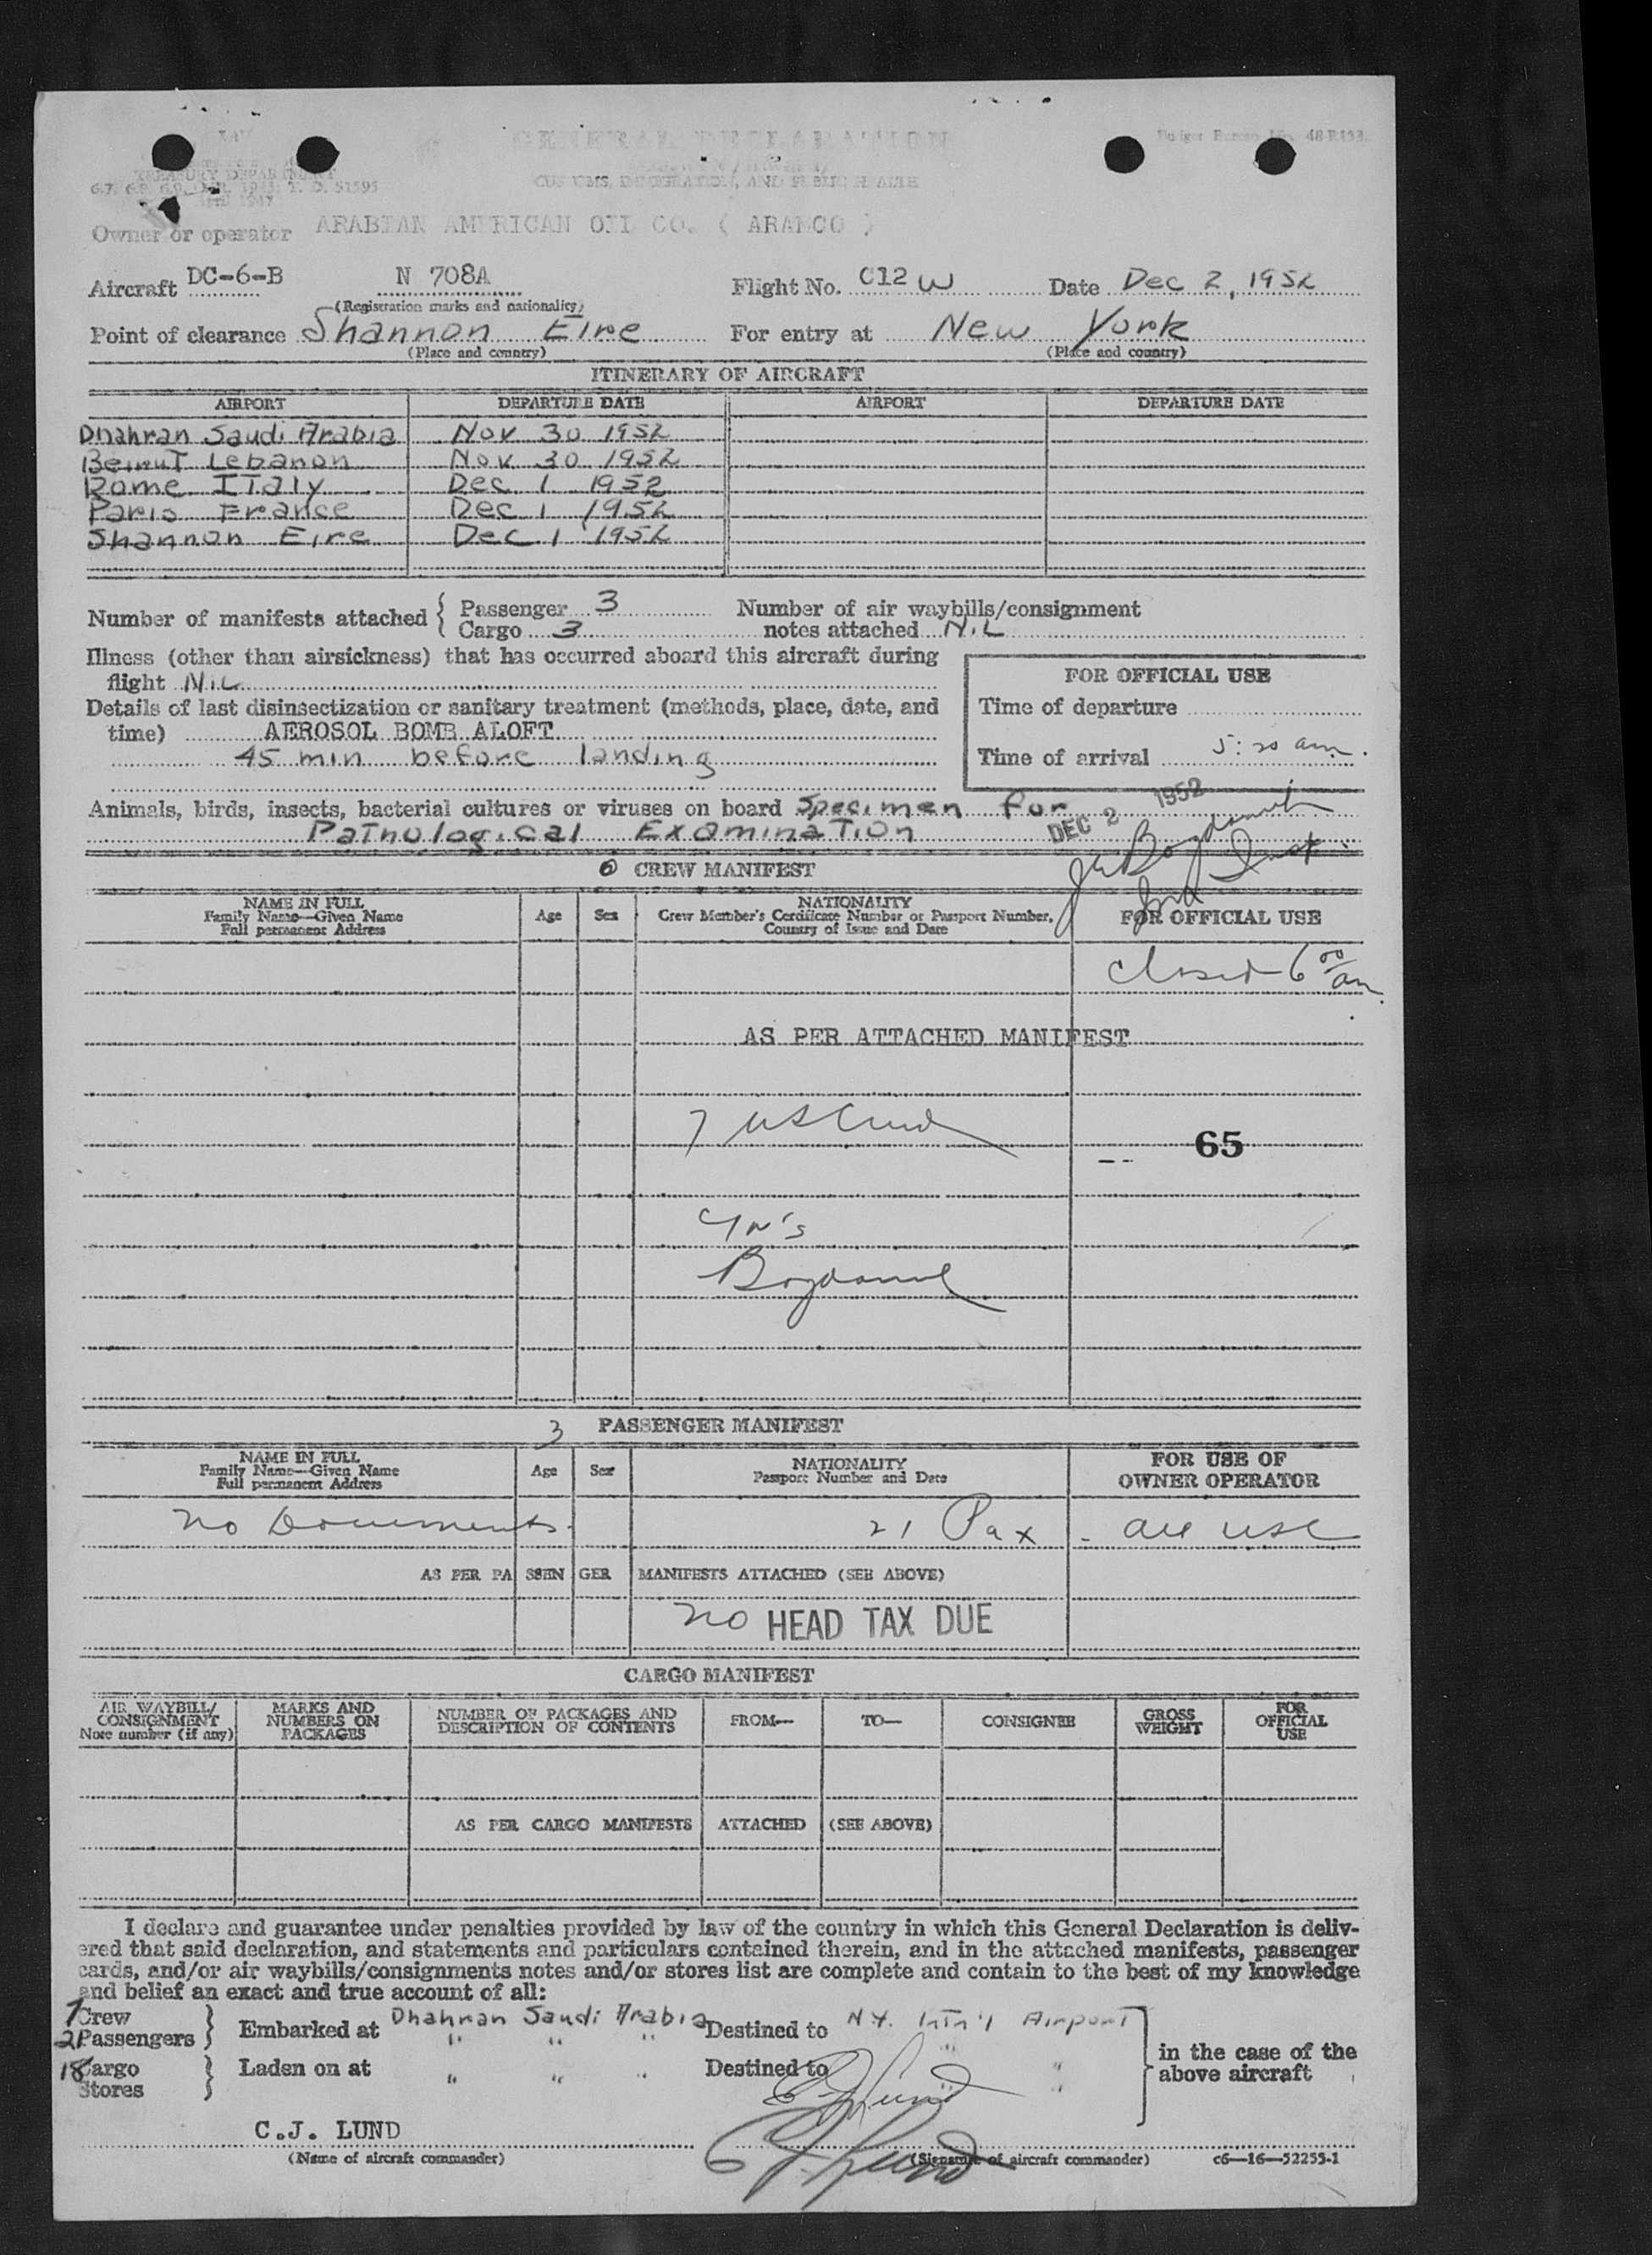 GENERAL DECLARATION
TREASURY DEPARTMENT
CUSTOMS, IMMIGRATION, AND PUBLIC HEALTH
T. D. 51595
Owner or operator ARABIAN AMERICAN OIL CO. ( ARAMCO )
Aircraft DC-6-B N 708A Flight No. C12 W Date Dec 2, 1952
(Registration marks and nationality)
Point of clearance Shannon Eire For entry at New York
(Place and country) (Place and country)
ITINERARY OF AIRCRAFT
AIRPORT DEPARTURE DATE AIRPORT DEPARTURE DATE
Dhahran Saudi Arabia Nov 30 1952
Beirut Lebanon Nov 30 1952
Rome ITaly Dec 1 1952
Paris France Dec 1 1952
Shannon Eire Dec 1 1952
Number of manifests attached { Passenger 3 Number of air waybills/consignment
Cargo 3 notes attached NiL
Illness (other than airsickness) that has occurred aboard this aircraft during
flight NiL
FOR OFFICIAL USE
Details of last disinsectization or sanitary treatment (methods, place, date, and
time) AEROSOL BOMB ALOFT
45 min before landing
Time of departure
Time of arrival 5:20 am.
Animals, birds, insects, bacterial cultures or viruses on board Specimen for
Pathological ExaminaTion
DEC 2 1952
CREW MANIFEST
NAME IN FULL Age Sex NATIONALITY FOR OFFICIAL USE
Family Name—Given Name Crew Member's Certificate Number or Passport Number,
Full permanent Address Country of Issue and Date
Closed 6 00/am.
AS PER ATTACHED MANIFEST
65
3 PASSENGER MANIFEST
NAME IN FULL Age Sex NATIONALITY FOR USE OF
Family Name—Given Name Passport Number and Date OWNER OPERATOR
Full permanent Address
no Documents. 21 Pax - all usc
AS PER PASSENGER MANIFESTS ATTACHED (SEE ABOVE)
no HEAD TAX DUE
CARGO MANIFEST
AIR WAYBILL/ MARKS AND NUMBER OF PACKAGES AND FROM— TO— CONSIGNEE GROSS FOR
CONSIGNMENT NUMBERS ON DESCRIPTION OF CONTENTS WEIGHT OFFICIAL
Note number (if any) PACKAGES USE
AS PER CARGO MANIFESTS ATTACHED (SEE ABOVE)
I declare and guarantee under penalties provided by law of the country in which this General Declaration is deliv-
ered that said declaration, and statements and particulars contained therein, and in the attached manifests, passenger
cards, and/or air waybills/consignments notes and/or stores list are complete and contain to the best of my knowledge
and belief an exact and true account of all:
7 Crew } Embarked at Dhahran Saudi Arabia Destined to N.Y. Int'n'l Airport
21 Passengers " " "
in the case of the
above aircraft
18 Cargo } Laden on at " " " Destined to " "
Stores
C.J. LUND
(Name of aircraft commander) (Signature of aircraft commander) c6—16—52255-1